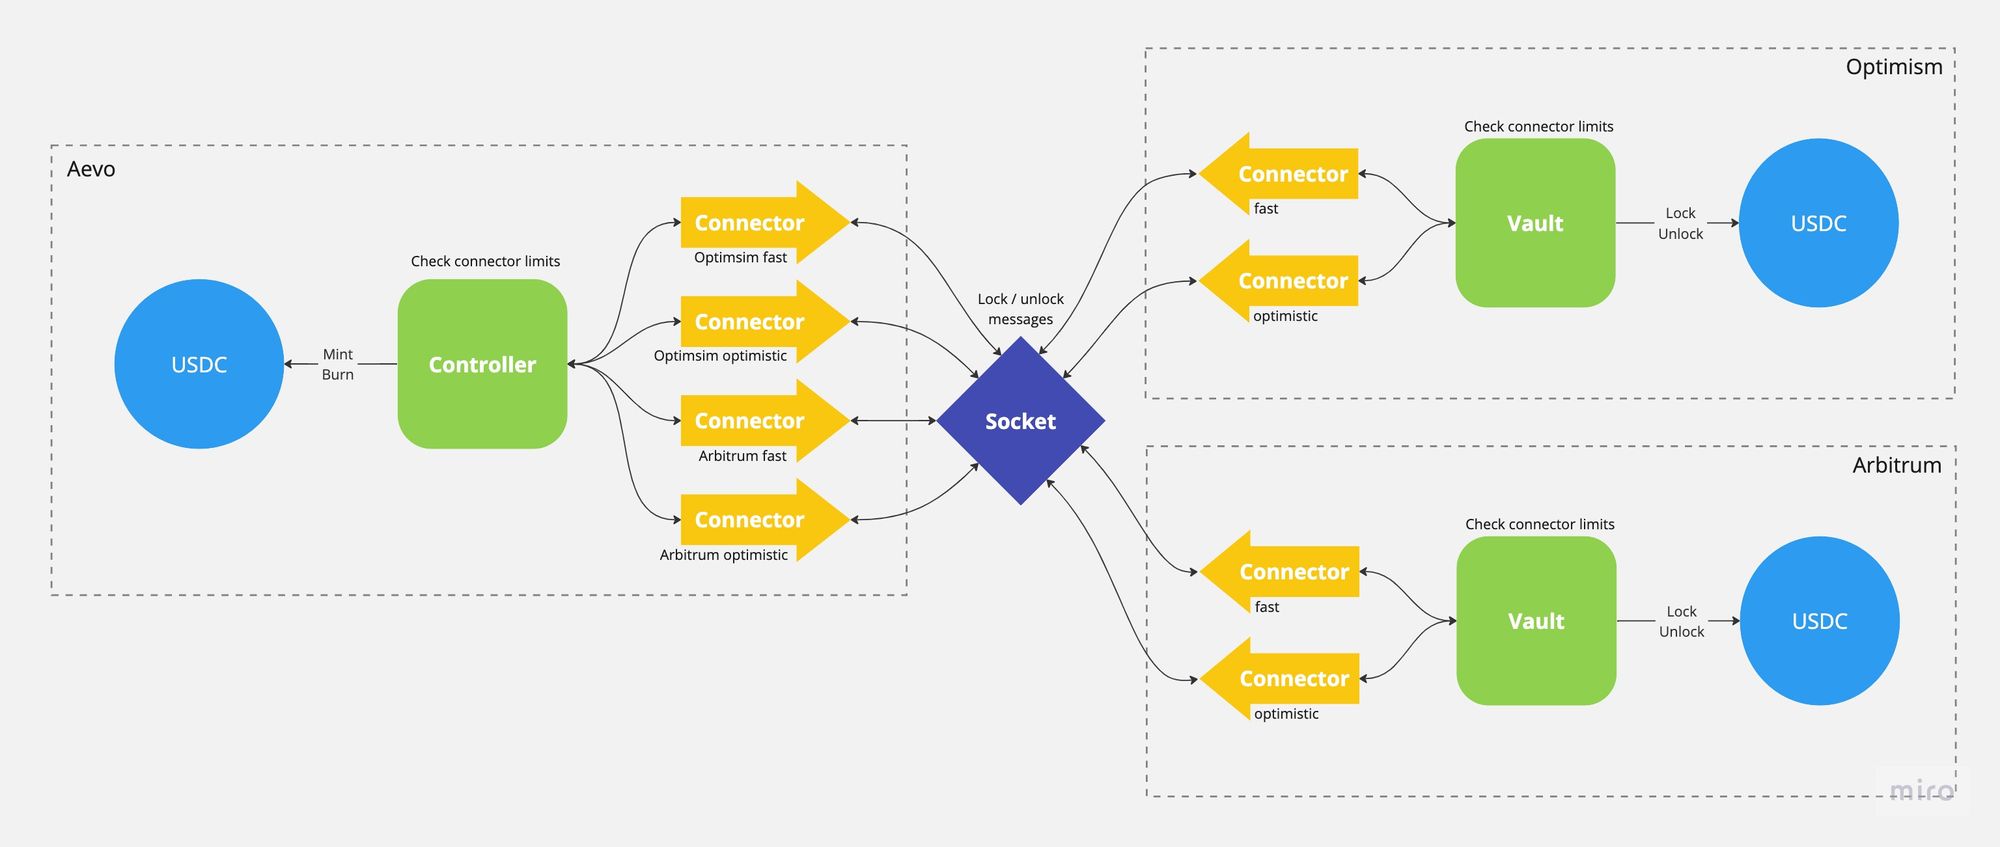 Aevo
USDC
Mint
Burn
Check connector limits
Controller
Connector
Optimsim fast
Connector
Optimsim optimistic
Connector
Arbitrum fast
Connector
Arbitrum optimistic
Lock / unlock
messages
Socket
Optimism
Connector
fast
Connector
optimistic
Check connector limits
Vault
Lock
Unlock
USDC
Arbitrum
Connector
fast
Connector
optimistic
Check connector limits
Vault
Lock
Unlock
USDC
miro